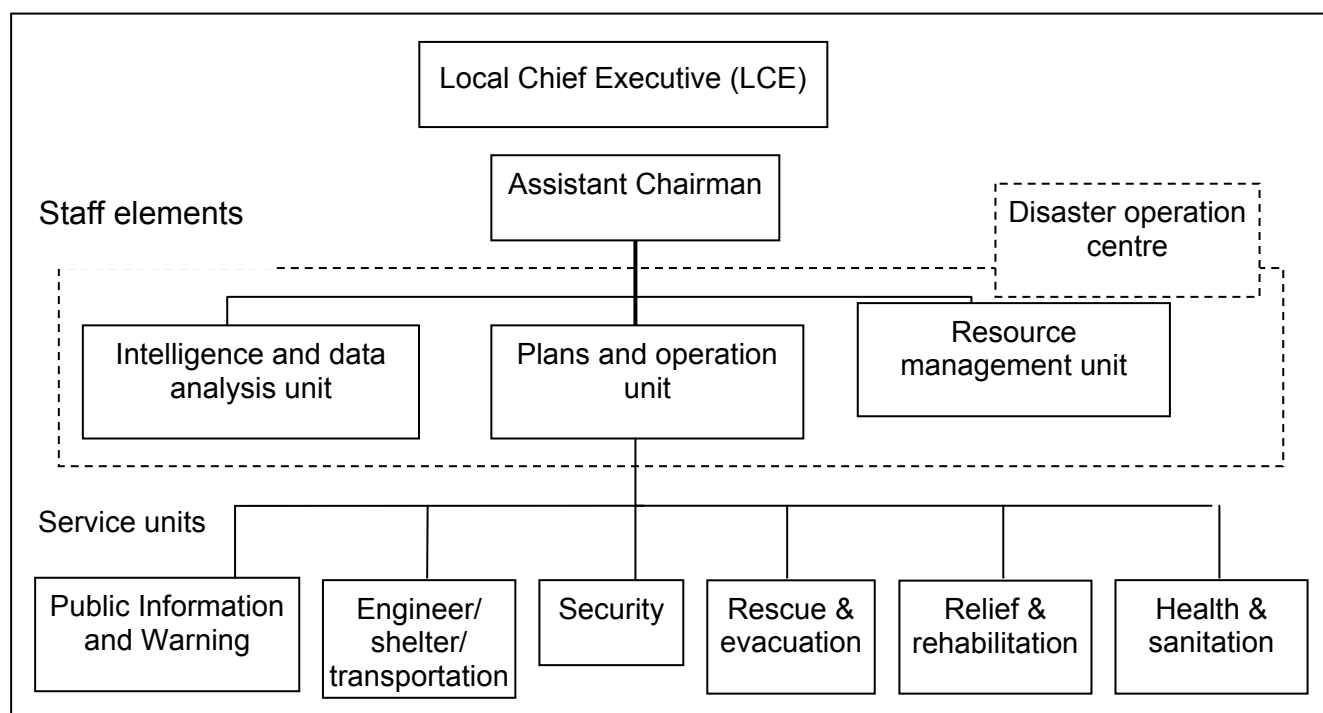 Local Chief Executive (LCE)
Assistant Chairman
Staff elements
Disaster operation
centre
Intelligence and data
analysis unit
Plans and operation
unit
Resource
management unit
Service units
Public Information
and Warning
Engineer/
shelter/
transportation
Security
Rescue &
evacuation
Relief &
rehabilitation
Health &
sanitation